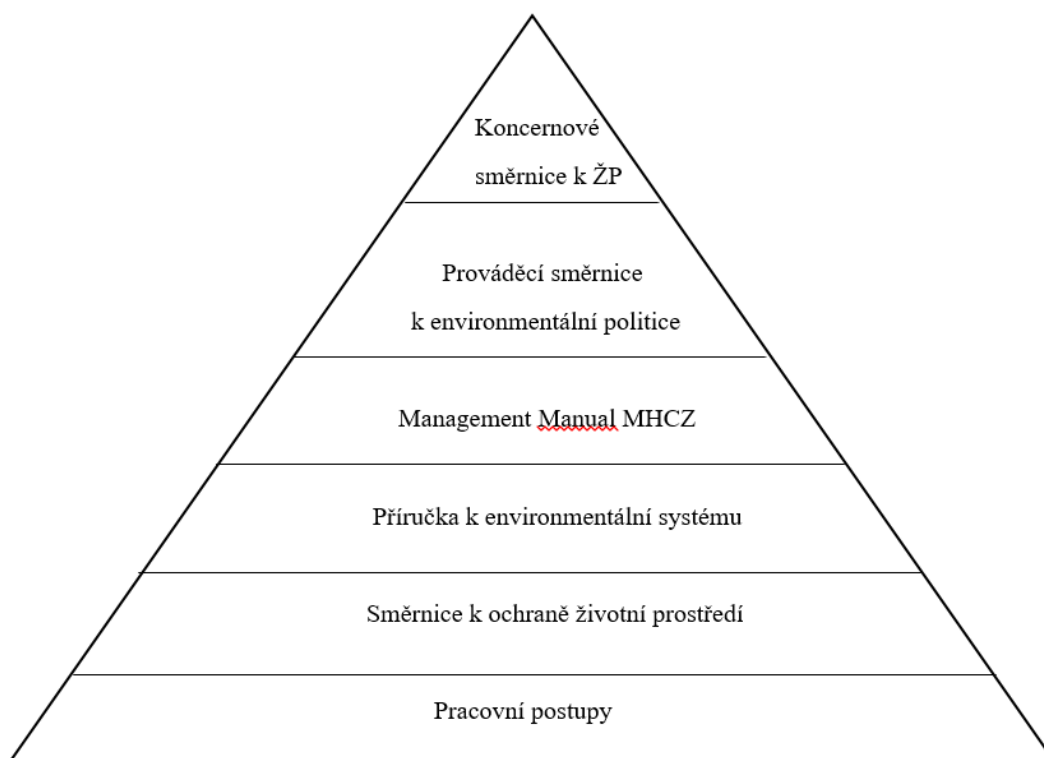 Koncernové
směrnice k ŽP
Prováděcí směrnice
k environmentální politice
Management Manual MHCZ
Příručka k environmentální systému
Směrnice k ochraně životní prostředí
Pracovní postupy